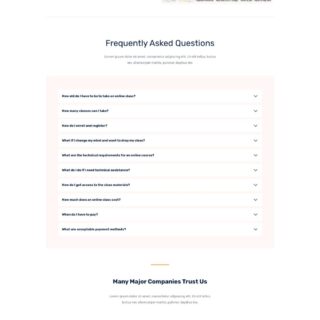 Frequently Asked Questions
Lorem ipsum dolor sit amet, consectetur adipiscing elit. Ut elit tellus, luctus
nec ullamcorper mattis, pulvinar dapibus leo.
How old do I have to be to take an online class?
How many classes can I take?
How do I enroll and register?
What if I change my mind and want to drop my class?
What are the technical requirements for an online course?
What do I do if I need technical assistance?
How do I get access to the class materials?
How much does an online class cost?
When do I have to pay?
What are acceptable payment methods?
Many Major Companies Trust Us
Lorem ipsum dolor sit amet, consectetur adipiscing elit. Ut elit tellus,
luctus nec ullamcorper mattis, pulvinar dapibus leo.